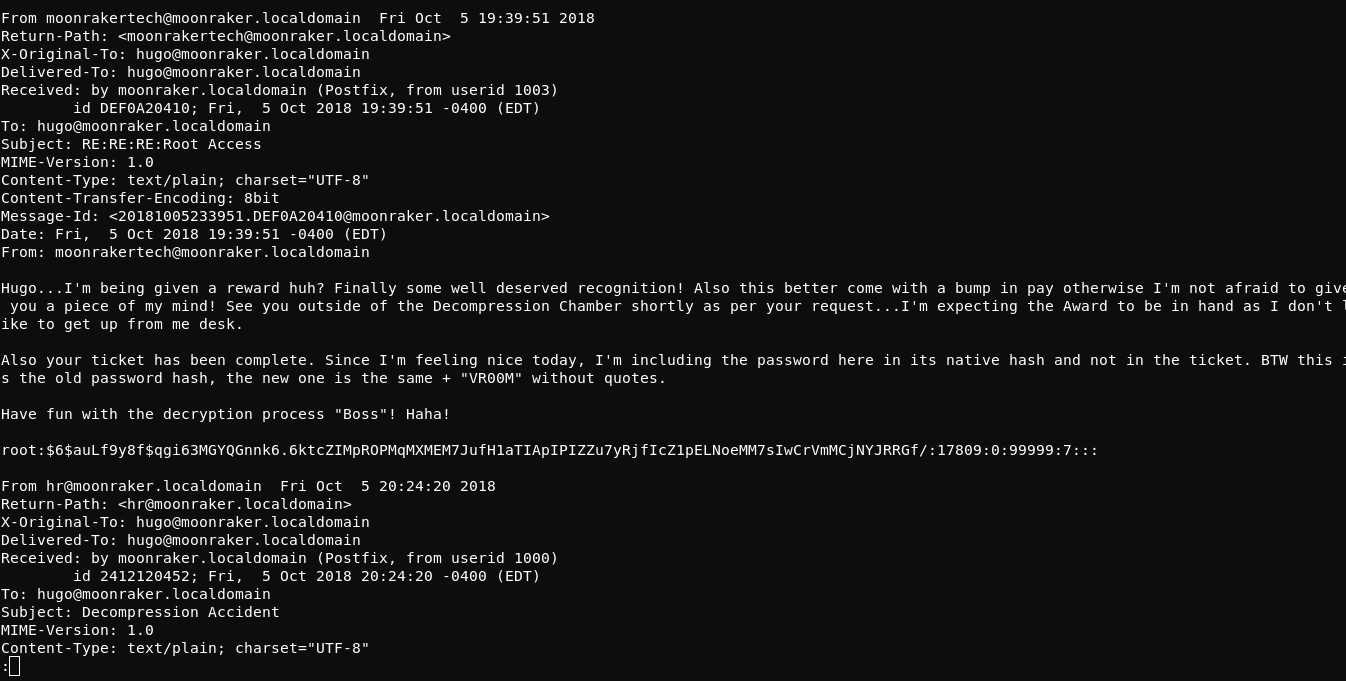 From moonrakertech@moonraker.localdomain  Fri Oct  5 19:39:51 2018
Return-Path: <moonrakertech@moonraker.localdomain>
X-Original-To: hugo@moonraker.localdomain
Delivered-To: hugo@moonraker.localdomain
Received: by moonraker.localdomain (Postfix, from userid 1003)
        id DEF0A20410; Fri,  5 Oct 2018 19:39:51 -0400 (EDT)
To: hugo@moonraker.localdomain
Subject: RE:RE:RE:Root Access
MIME-Version: 1.0
Content-Type: text/plain; charset="UTF-8"
Content-Transfer-Encoding: 8bit
Message-Id: <20181005233951.DEF0A20410@moonraker.localdomain>
Date: Fri,  5 Oct 2018 19:39:51 -0400 (EDT)
From: moonrakertech@moonraker.localdomain

Hugo...I'm being given a reward huh? Finally some well deserved recognition! Also this better come with a bump in pay otherwise I'm not afraid to give
 you a piece of my mind! See you outside of the Decompression Chamber shortly as per your request...I'm expecting the Award to be in hand as I don't l
ike to get up from me desk.

Also your ticket has been complete. Since I'm feeling nice today, I'm including the password here in its native hash and not in the ticket. BTW this i
s the old password hash, the new one is the same + "VR00M" without quotes.

Have fun with the decryption process "Boss"! Haha!

root:$6$auLf9y8f$qgi63MGYQGnnk6.6ktcZIMpROPMqMXMEM7JufH1aTIApIPIZZu7yRjfIcZ1pELNoeMM7sIwCrVmMCjNYJRRGf/:17809:0:99999:7:::

From hr@moonraker.localdomain  Fri Oct  5 20:24:20 2018
Return-Path: <hr@moonraker.localdomain>
X-Original-To: hugo@moonraker.localdomain
Delivered-To: hugo@moonraker.localdomain
Received: by moonraker.localdomain (Postfix, from userid 1000)
        id 2412120452; Fri,  5 Oct 2018 20:24:20 -0400 (EDT)
To: hugo@moonraker.localdomain
Subject: Decompression Accident
MIME-Version: 1.0
Content-Type: text/plain; charset="UTF-8"
: